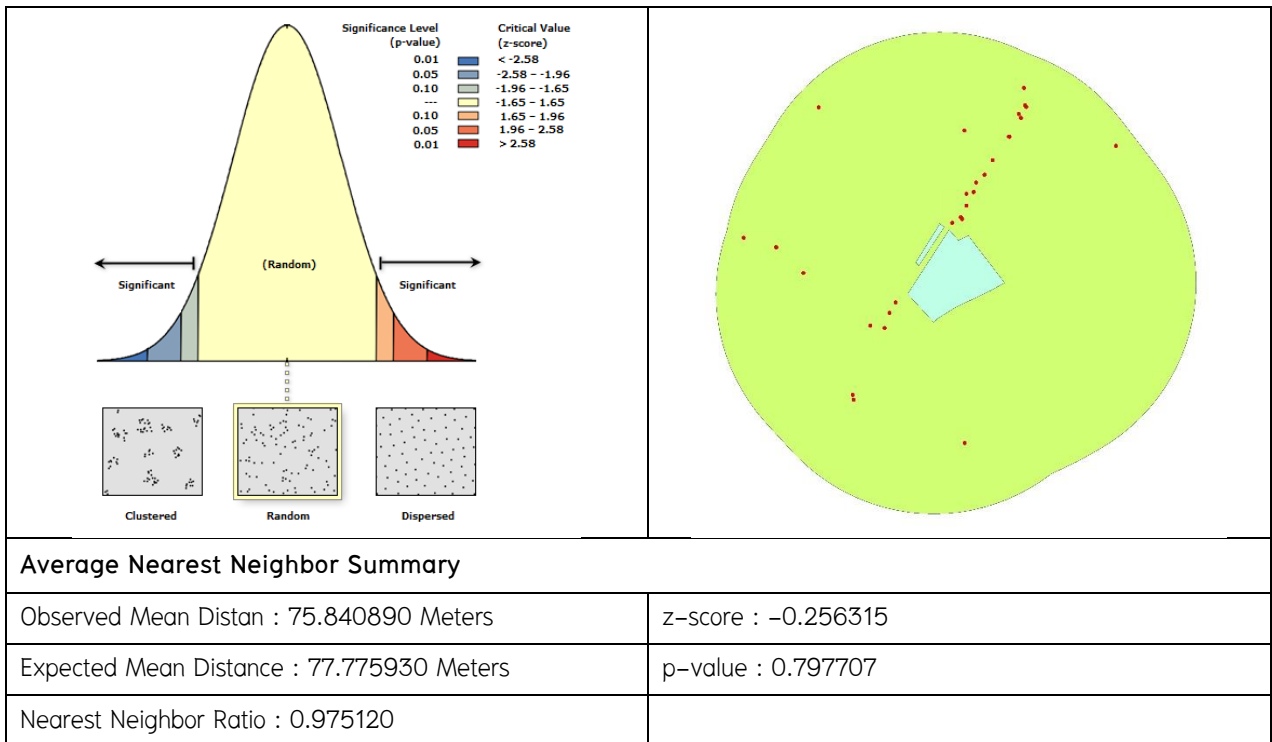 Significance Level Critical Value
(p-value) (z-score)
0.01 < -2.58
0.05 -2.58 - -1.96
0.10 -1.96 - -1.65
--- -1.65 - 1.65
0.10 1.65 - 1.96
0.05 1.96 - 2.58
0.01 > 2.58
(Random)
Significant Significant
Clustered Random Dispersed
Average Nearest Neighbor Summary
Observed Mean Distan : 75.840890 Meters z-score : -0.256315
Expected Mean Distance : 77.775930 Meters p-value : 0.797707
Nearest Neighbor Ratio : 0.975120